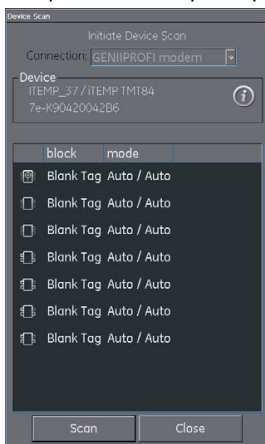 Device Scan
Initiate Device Scan
Connection: GENIIPROFI modem
Device
iTEMP_37 / iTEMP TMT84
7e-K90420042B6
block mode
Blank Tag Auto / Auto
Blank Tag Auto / Auto
Blank Tag Auto / Auto
Blank Tag Auto / Auto
Blank Tag Auto / Auto
Blank Tag Auto / Auto
Blank Tag Auto / Auto
Scan Close